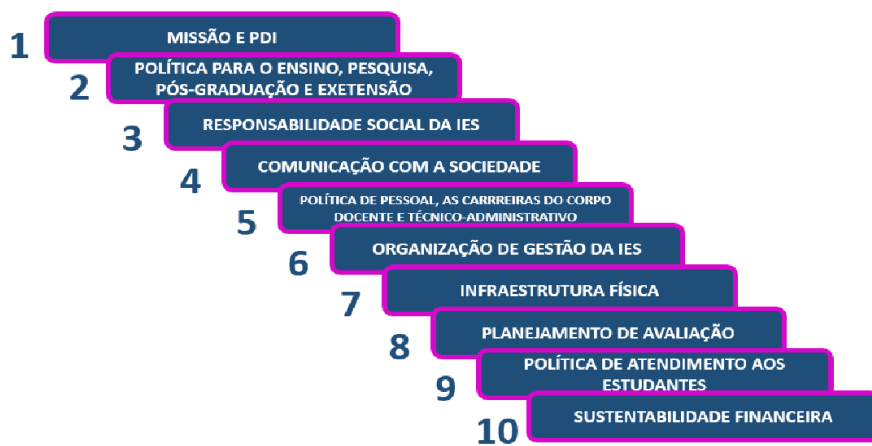 1 MISSÃO E PDI
2 POLÍTICA PARA O ENSINO, PESQUISA,
PÓS-GRADUAÇÃO E EXETENSÃO
3 RESPONSABILIDADE SOCIAL DA IES
4 COMUNICAÇÃO COM A SOCIEDADE
5 POLÍTICA DE PESSOAL, AS CARRREIRAS DO CORPO
DOCENTE E TÉCNICO-ADMINISTRATIVO
6 ORGANIZAÇÃO DE GESTÃO DA IES
7 INFRAESTRUTURA FÍSICA
8 PLANEJAMENTO DE AVALIAÇÃO
9 POLÍTICA DE ATENDIMENTO AOS
ESTUDANTES
10 SUSTENTABILIDADE FINANCEIRA